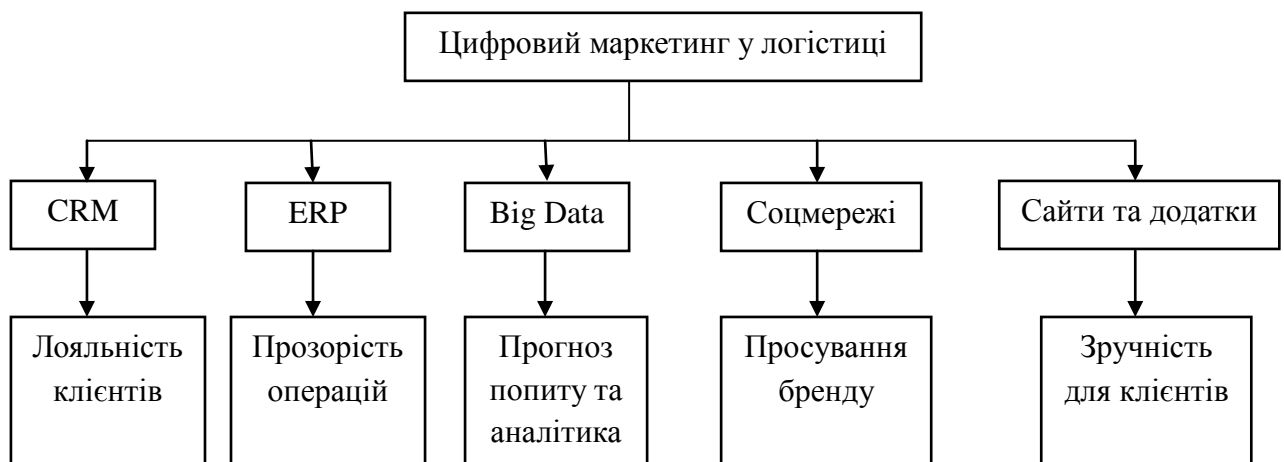 Цифровий маркетинг у логістиці
CRM
ERP
Big Data
Соцмережі
Сайти та додатки
Лояльність
клієнтів
Прозорість
операцій
Прогноз
попиту та
аналітика
Просування
бренду
Зручність
для клієнтів